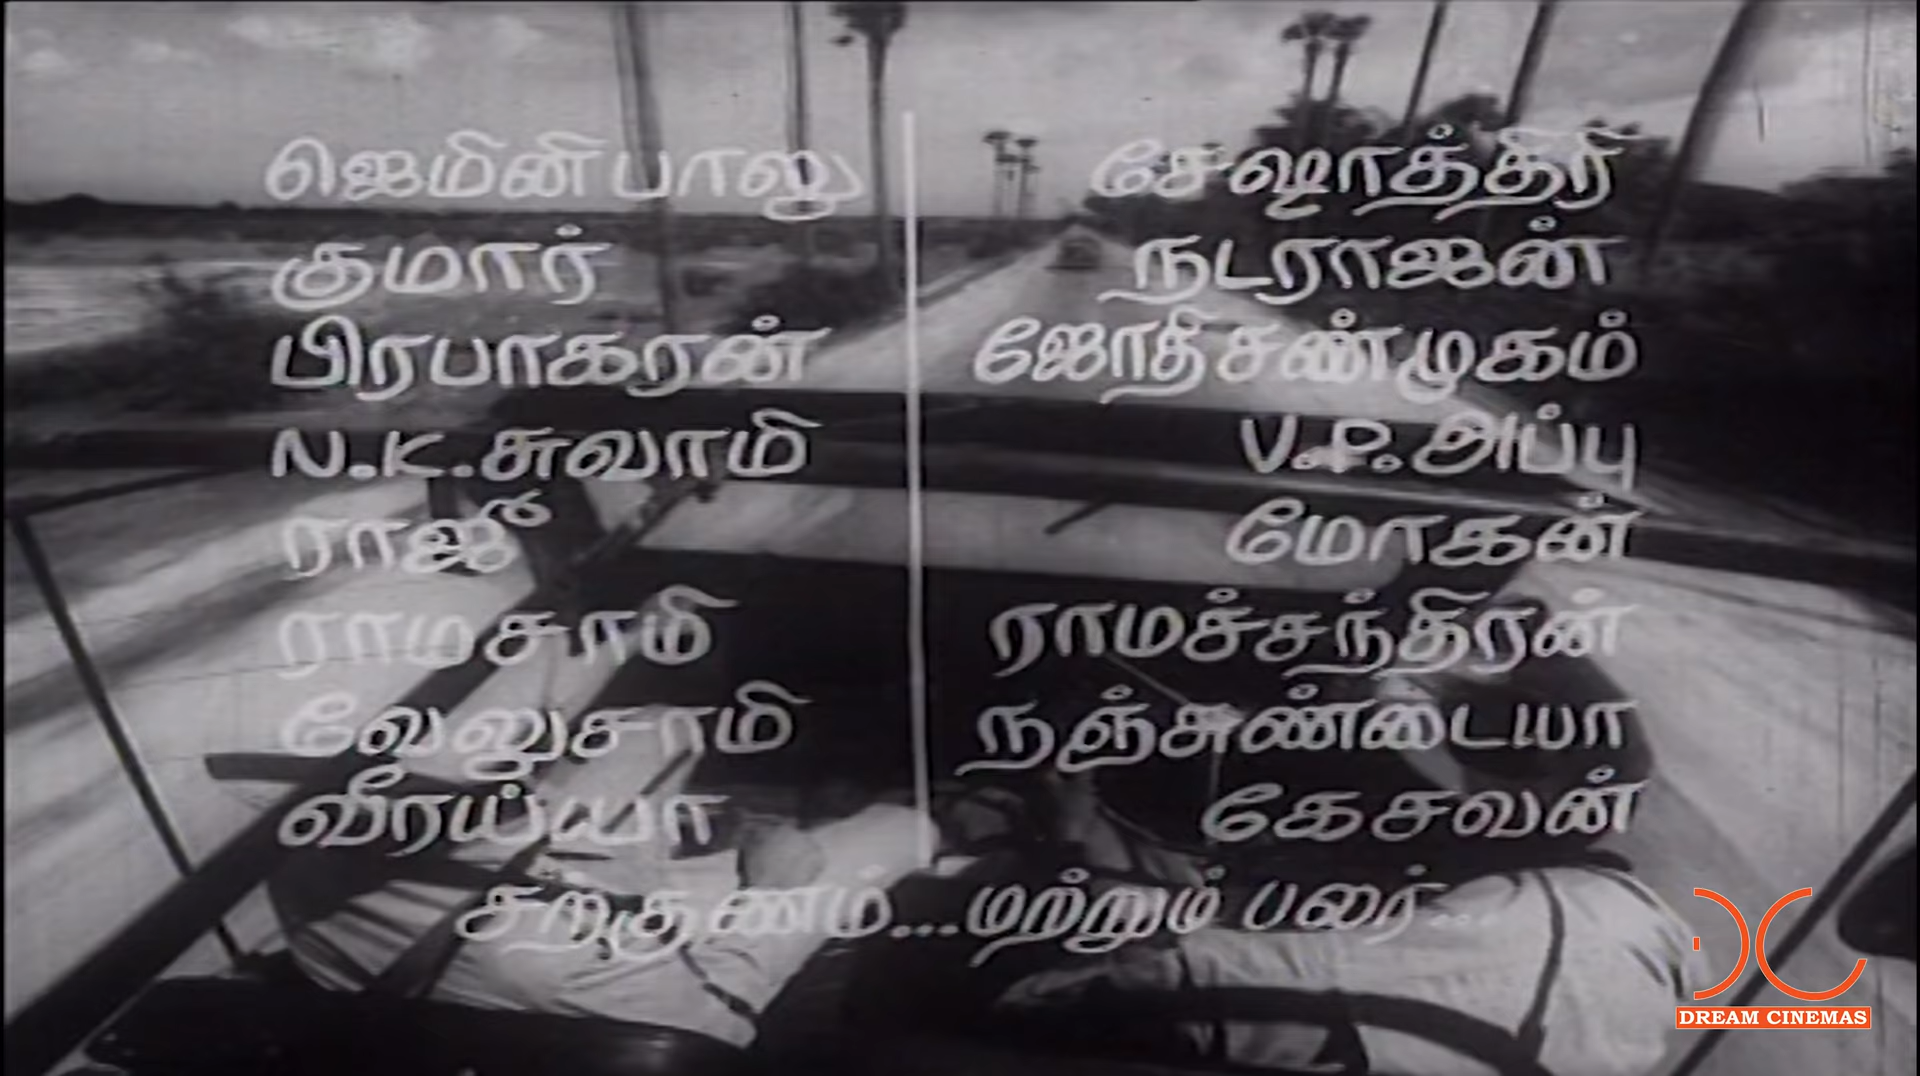 ஜெமினி பாலு
குமார்
பிரபாகரன்
N.K.சுவாமி
ராஜூ
ராமசாமி
வேலுசாமி
வீரய்யா
சேஷாத்திரி
நடராஜன்
ஜோதிசண்முகம்
V.P.அப்பு
மோகன்
ராமச்சந்திரன்
நஞ்சுண்டையா
கேசவன்
சற்குணம்...மற்றும் பலர்...
DREAM CINEMAS